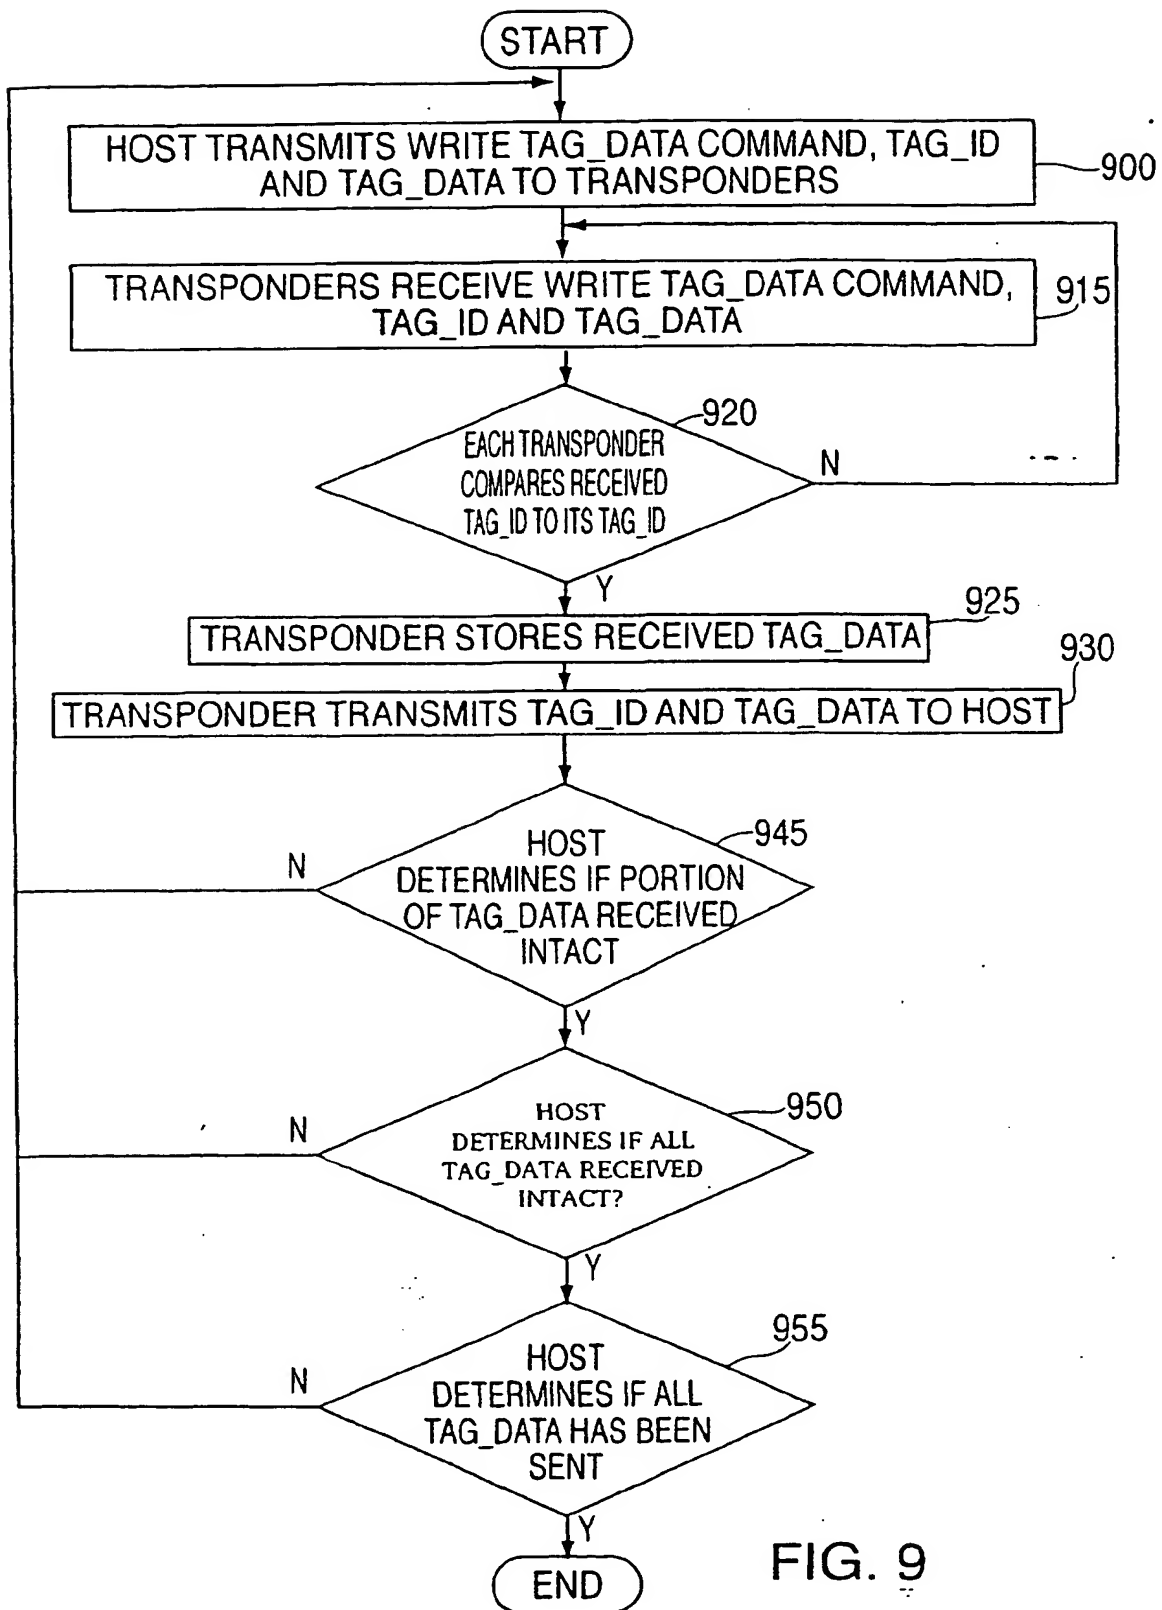 START
HOST TRANSMITS WRITE TAG_DATA COMMAND, TAG_ID
AND TAG_DATA TO TRANSPONDERS
900
TRANSPONDERS RECEIVE WRITE TAG_DATA COMMAND,
TAG_ID AND TAG_DATA
915
920
EACH TRANSPONDER
COMPARES RECEIVED
TAG_ID TO ITS TAG_ID
N
Y
925
TRANSPONDER STORES RECEIVED TAG_DATA
930
TRANSPONDER TRANSMITS TAG_ID AND TAG_DATA TO HOST
945
HOST
DETERMINES IF PORTION
OF TAG_DATA RECEIVED
INTACT
N
Y
950
HOST
DETERMINES IF ALL
TAG_DATA RECEIVED
INTACT?
N
Y
955
HOST
DETERMINES IF ALL
TAG_DATA HAS BEEN
SENT
N
Y
END
FIG. 9